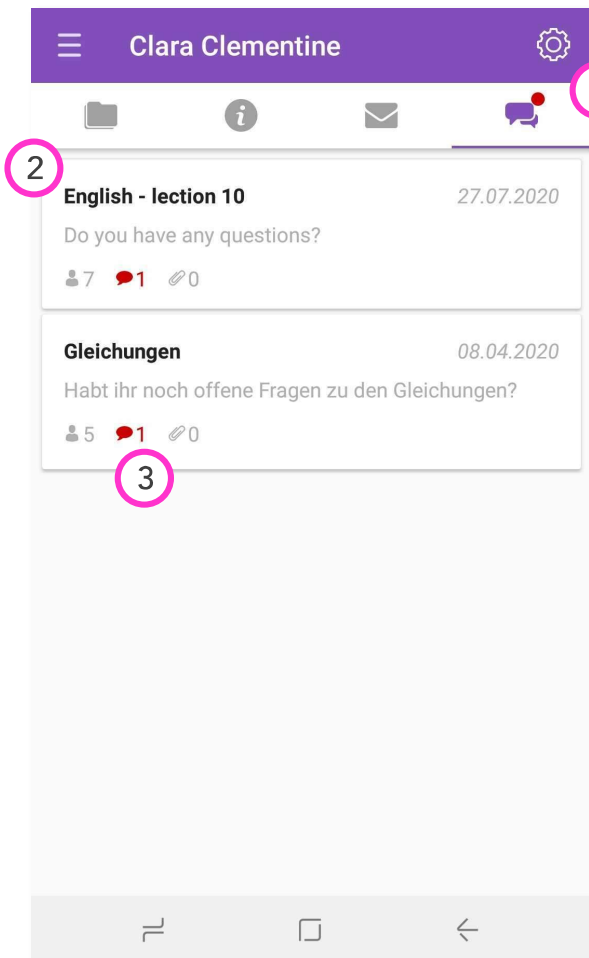 Clara Clementine
2
English - lection 10 27.07.2020
Do you have any questions?
7 1 0
Gleichungen 08.04.2020
Habt ihr noch offene Fragen zu den Gleichungen?
5 1 0
3